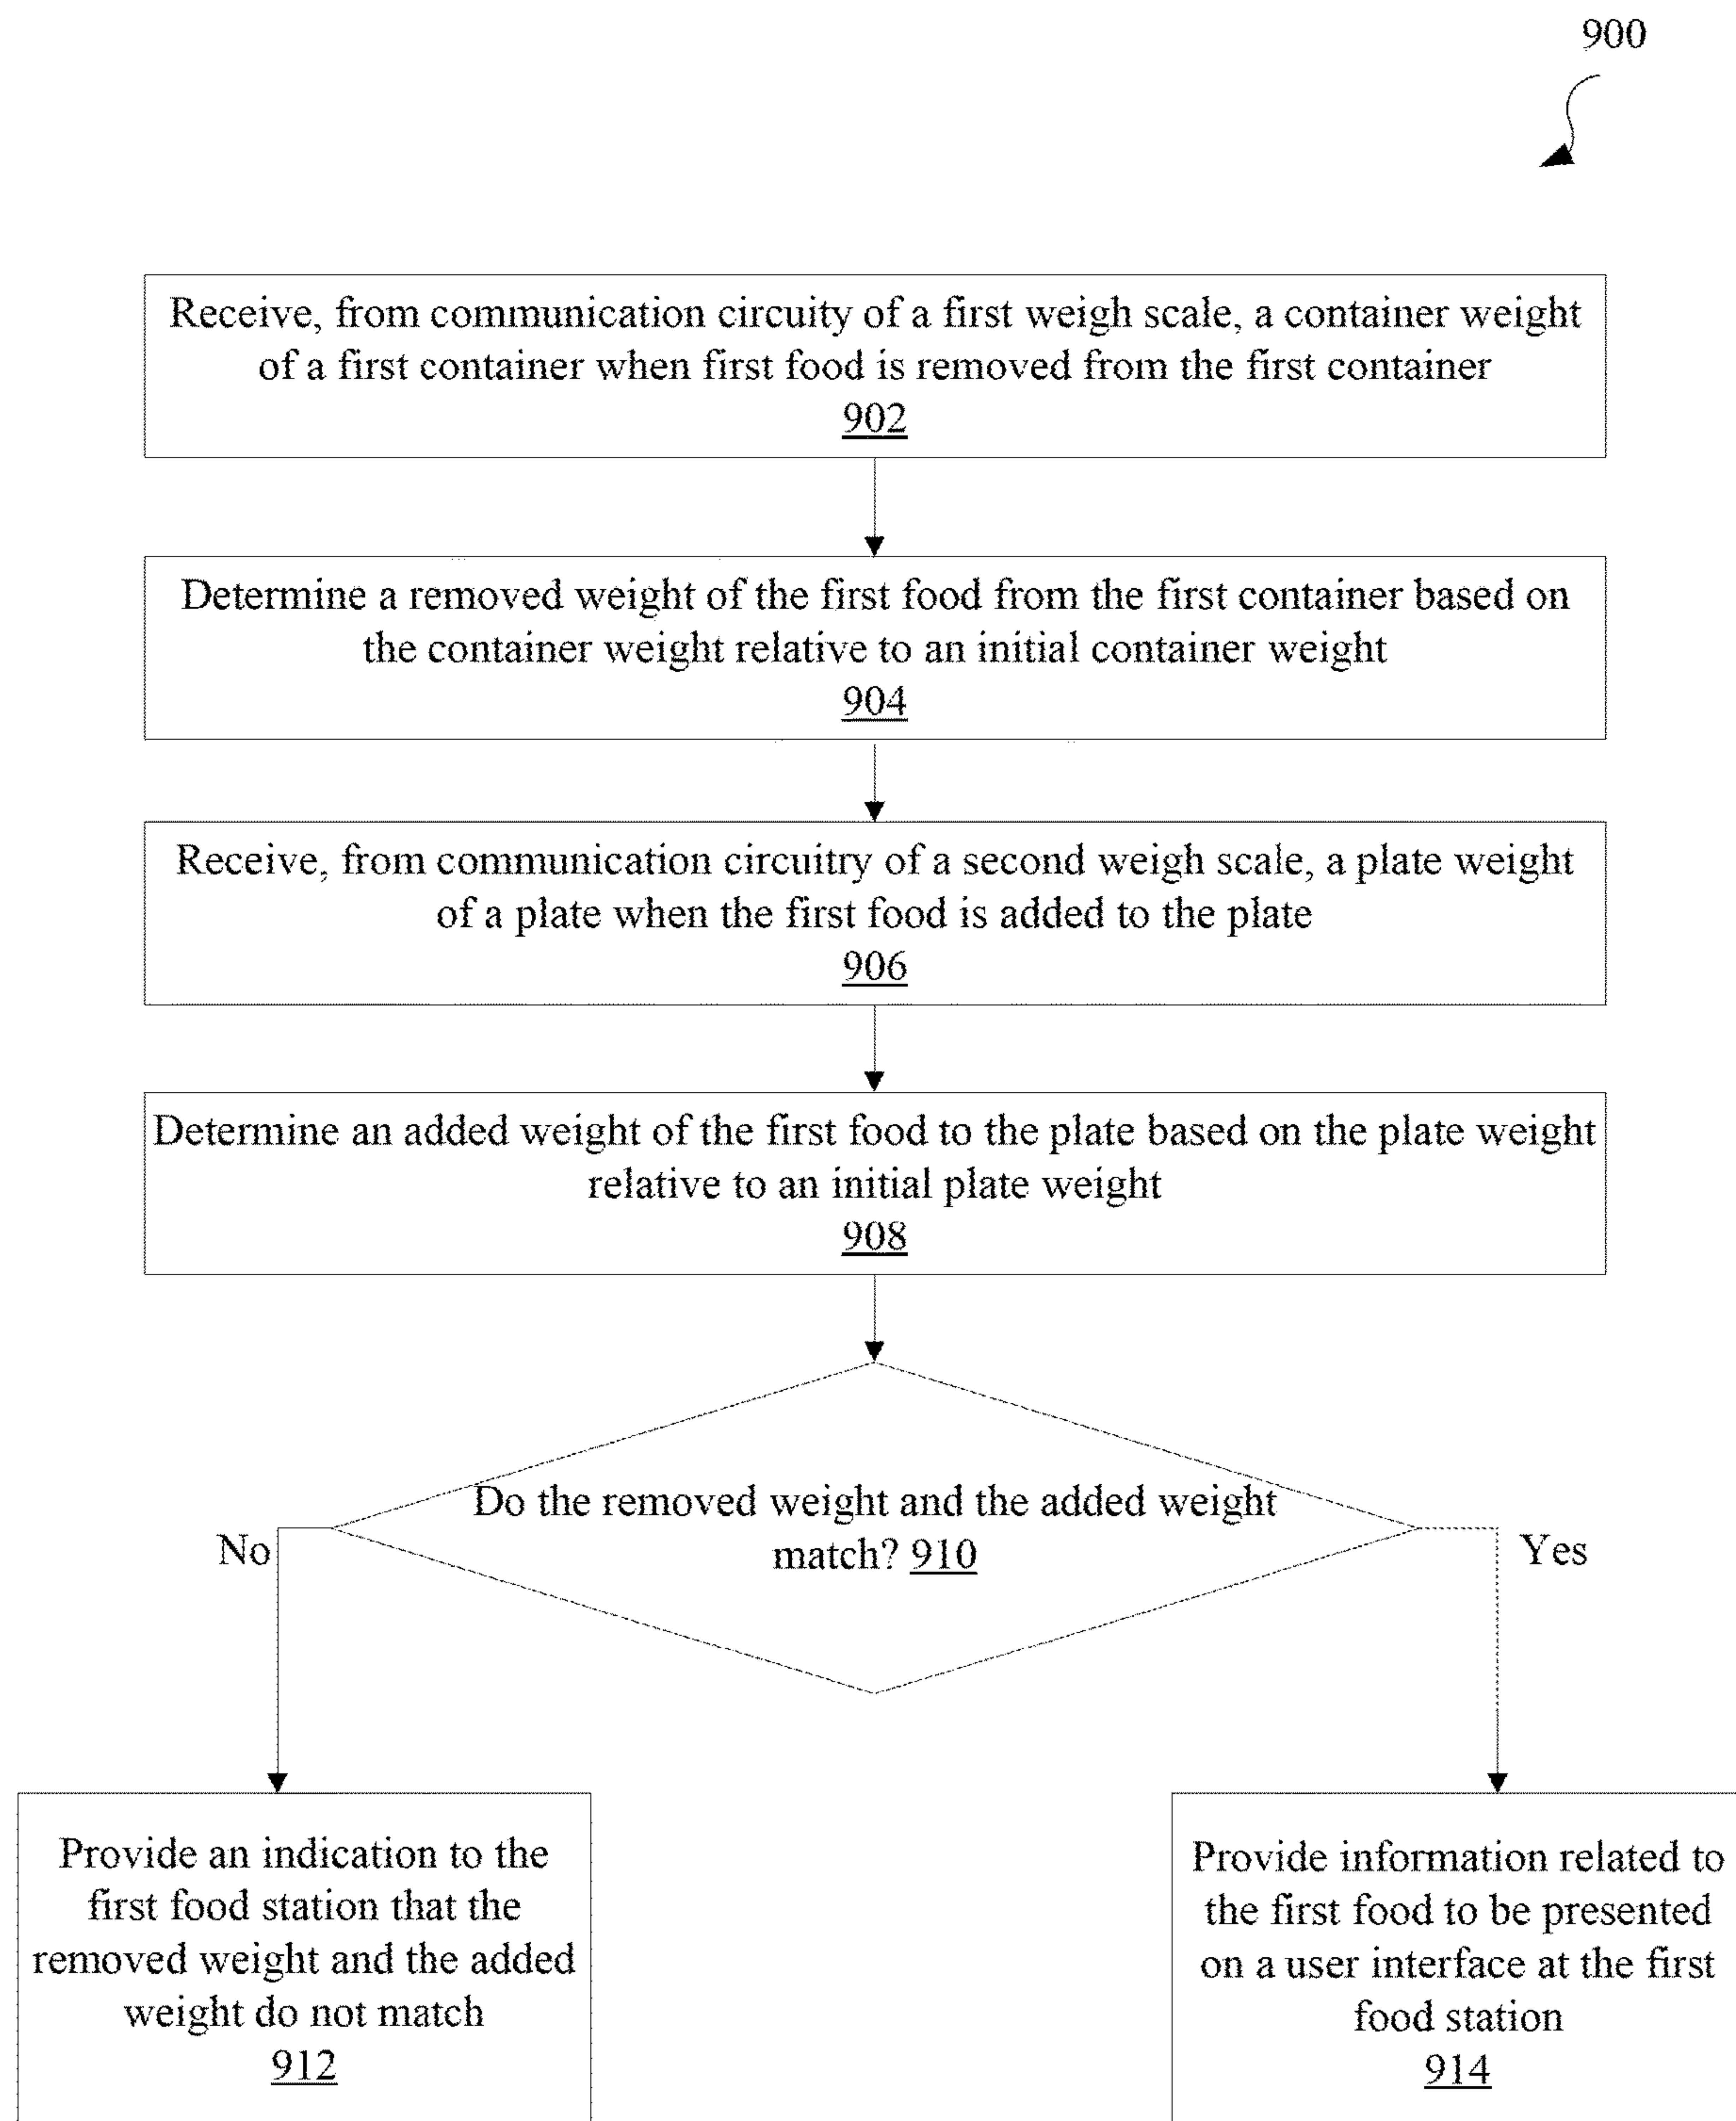 900
Receive, from communication circuity of a first weigh scale, a container weight
of a first container when first food is removed from the first container
902
Determine a removed weight of the first food from the first container based on
the container weight relative to an initial container weight
904
Receive, from communication circuitry of a second weigh scale, a plate weight
of a plate when the first food is added to the plate
906
Determine an added weight of the first food to the plate based on the plate weight
relative to an initial plate weight
908
Do the removed weight and the added weight
match? 910
No
Yes
Provide an indication to the
first food station that the
removed weight and the added
weight do not match
912
Provide information related to
the first food to be presented
on a user interface at the first
food station
914